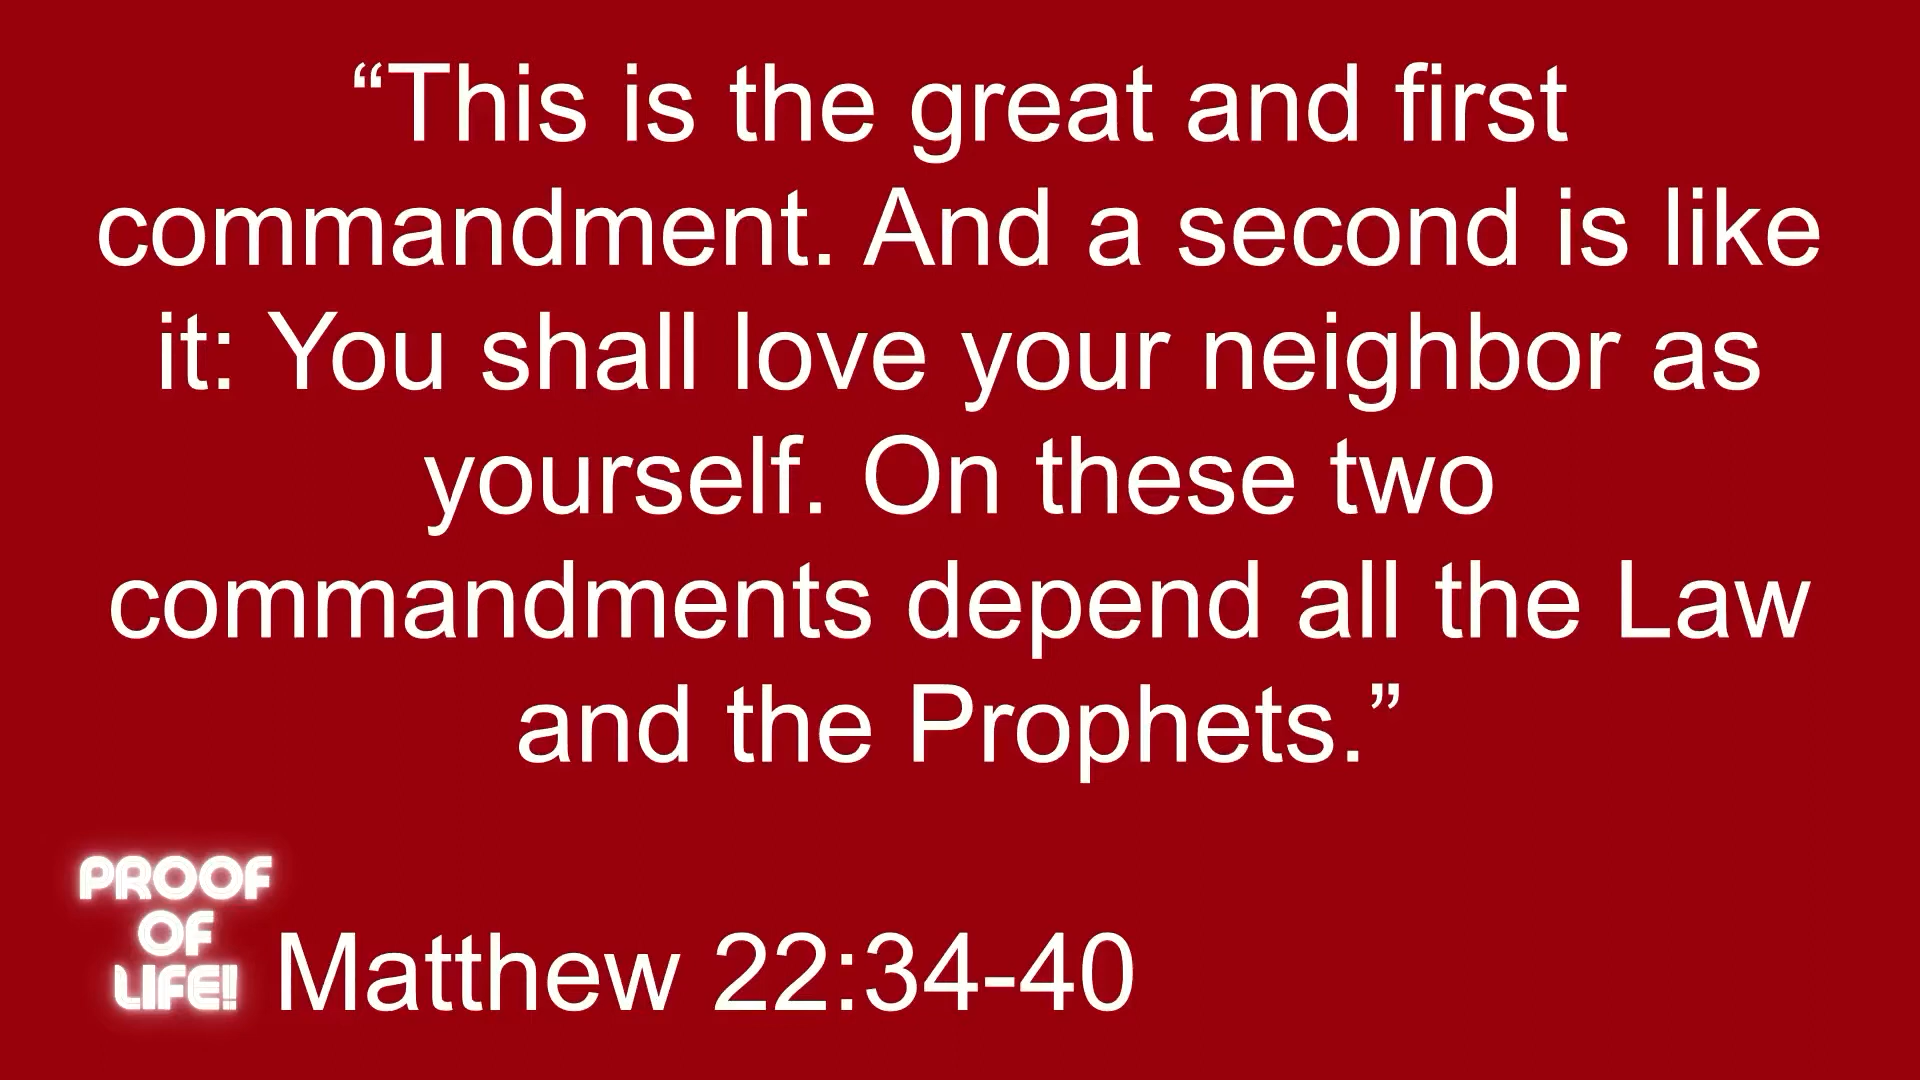 “This is the great and first
commandment. And a second is like
it: You shall love your neighbor as
yourself. On these two
commandments depend all the Law
and the Prophets.”
PROOF
OF
LIFE!
Matthew 22:34-40